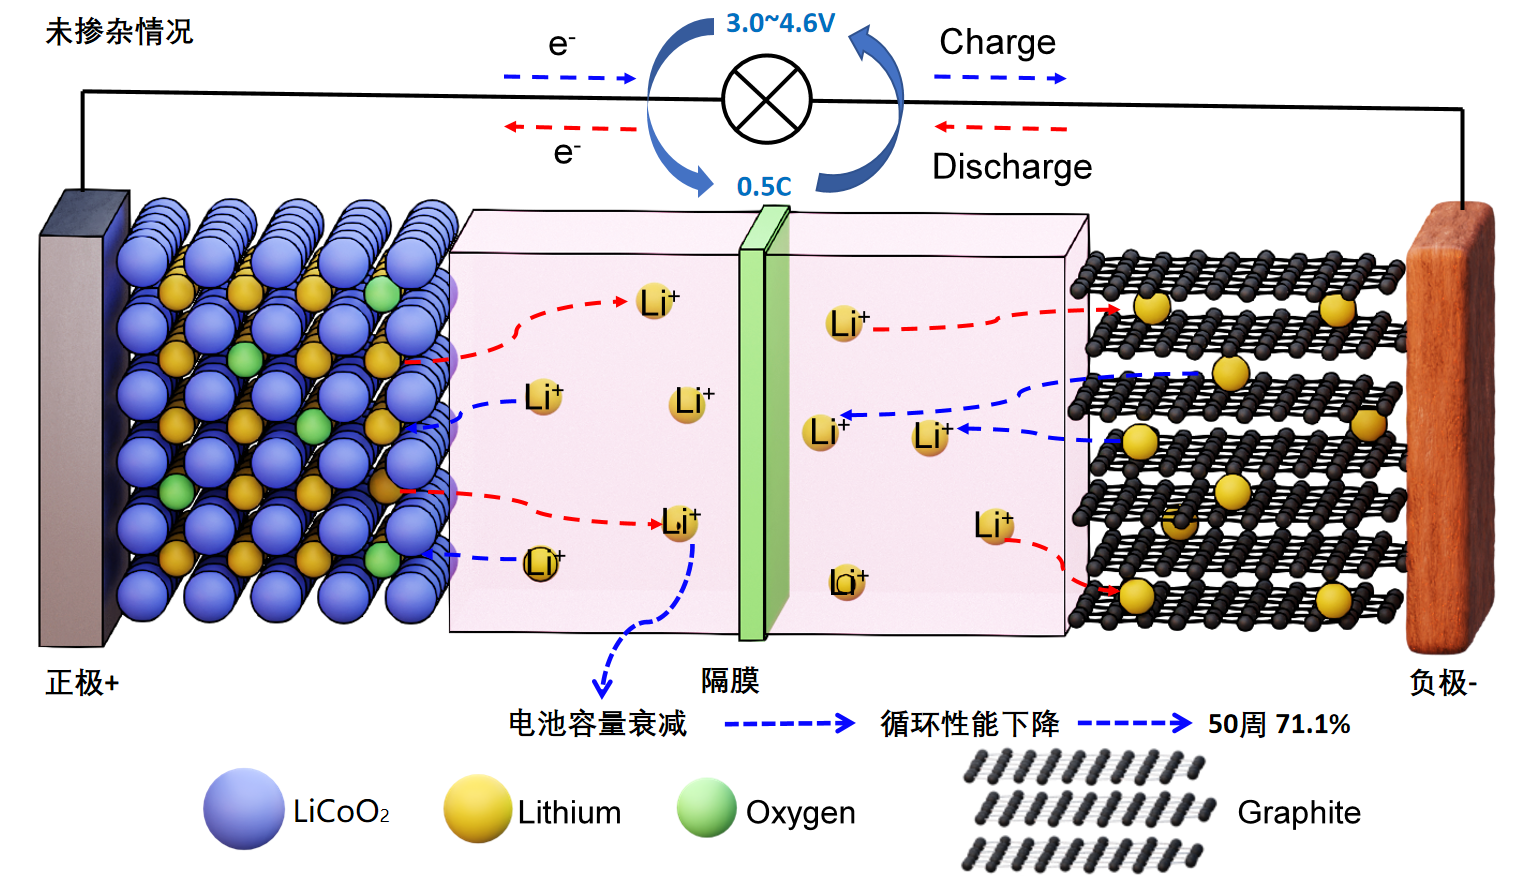 未掺杂情况
3.0~4.6V
e-
Charge
e-
Discharge
0.5C
Li+
Li+
Li+
Li+
Li+
Li+
Li+
Li+
Li+
Li+
正极+
隔膜
负极-
电池容量衰减
循环性能下降
50周 71.1%
LiCoO2
Lithium
Oxygen
Graphite